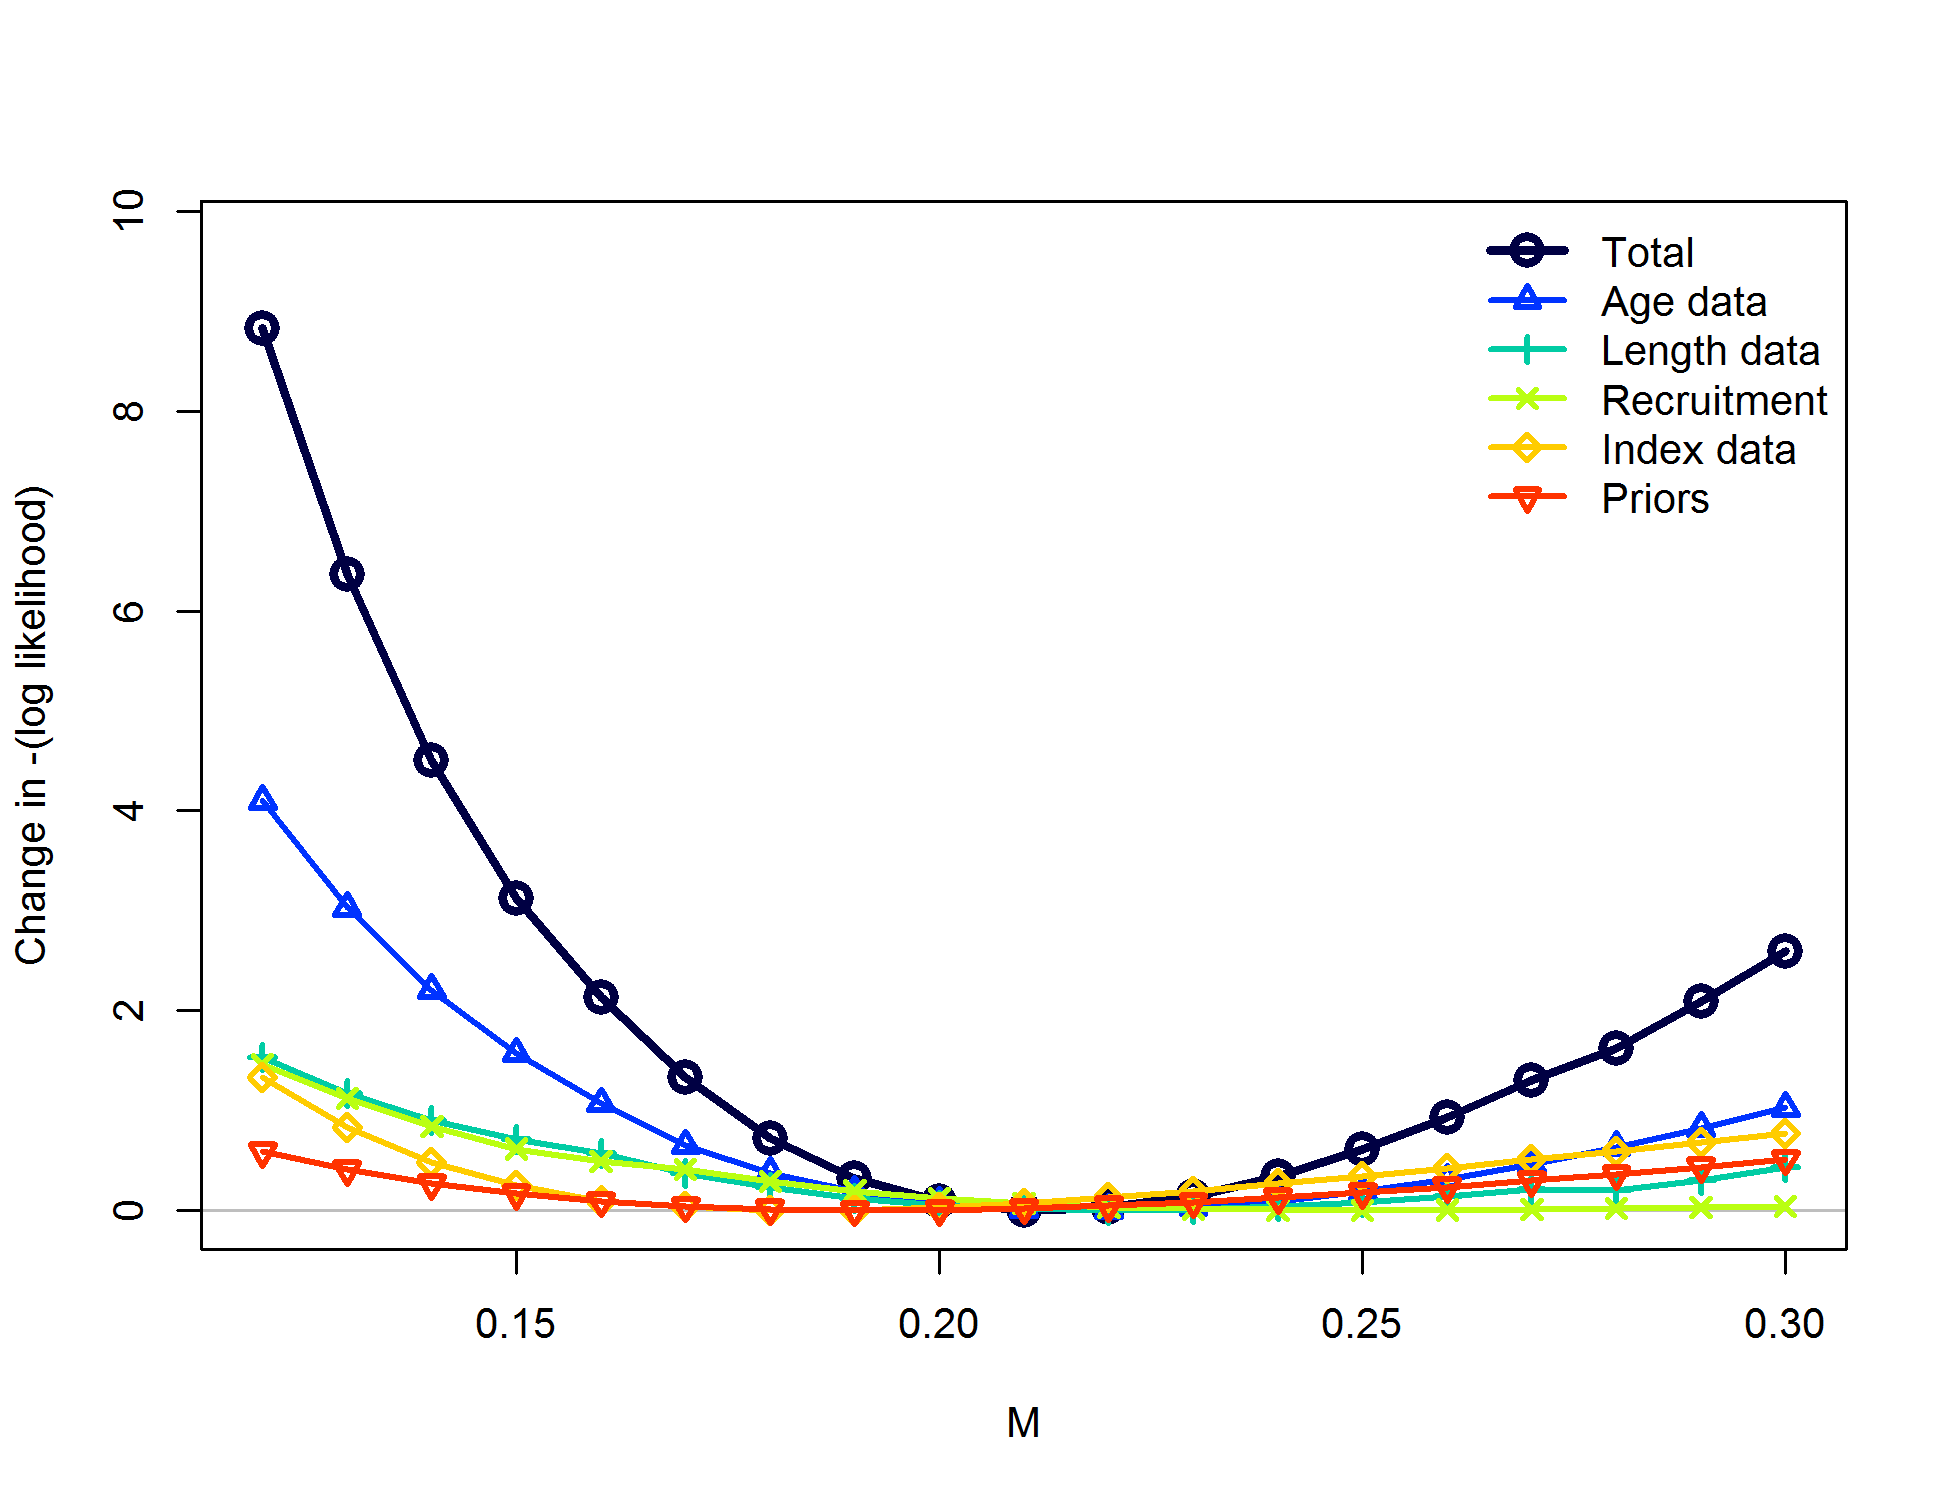 Change in -(log likelihood)
10
8
6
4
2
0
Total
Age data
Length data
Recruitment
Index data
Priors
0.15
0.20
0.25
0.30
M